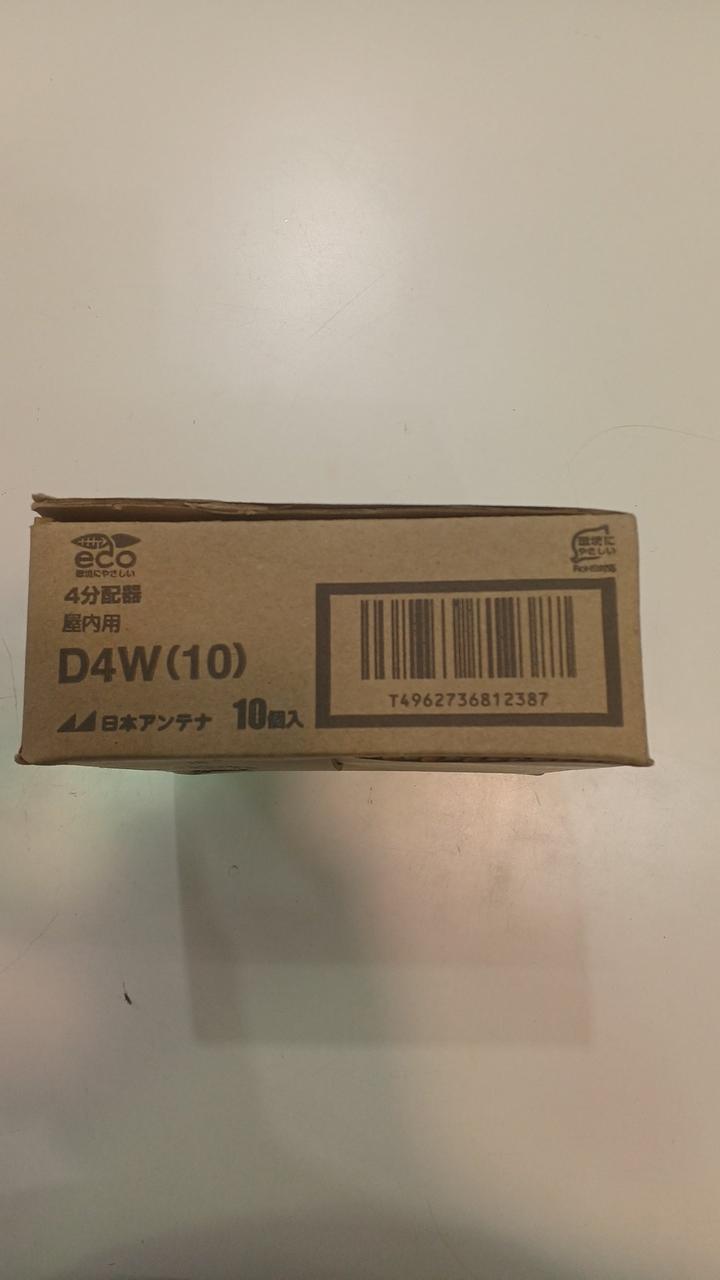 eco
環境にやさしい
環境に
やさしい
RoHS対応
4分配器
屋内用
D4W(10)
日本アンテナ 10個入
T4962736812387